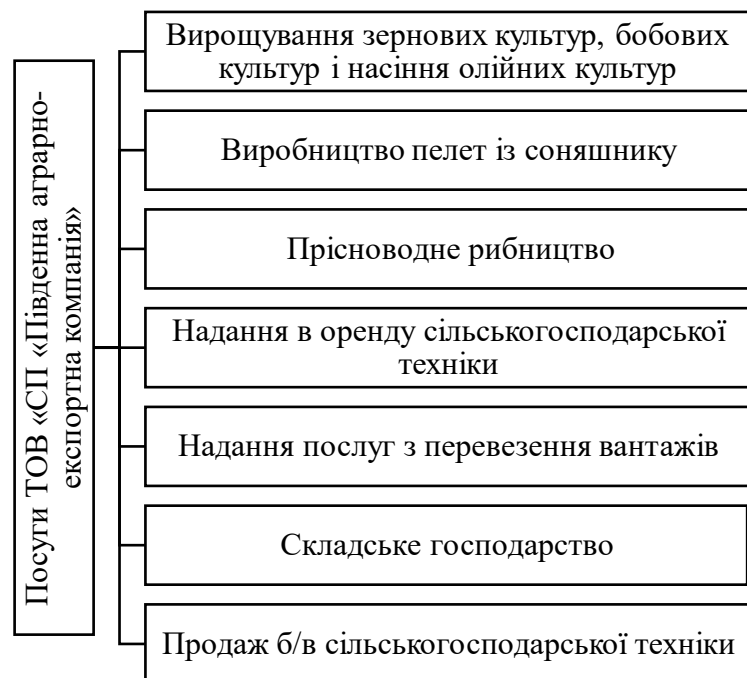 Посуги ТОВ «СП «Південна аграрно-
експортна компанія»
Вирощування зернових культур, бобових
культур і насіння олійних культур
Виробництво пелет із соняшнику
Прісноводне рибництво
Надання в оренду сільськогосподарської
техніки
Надання послуг з перевезення вантажів
Складське господарство
Продаж б/в сільськогосподарської техніки